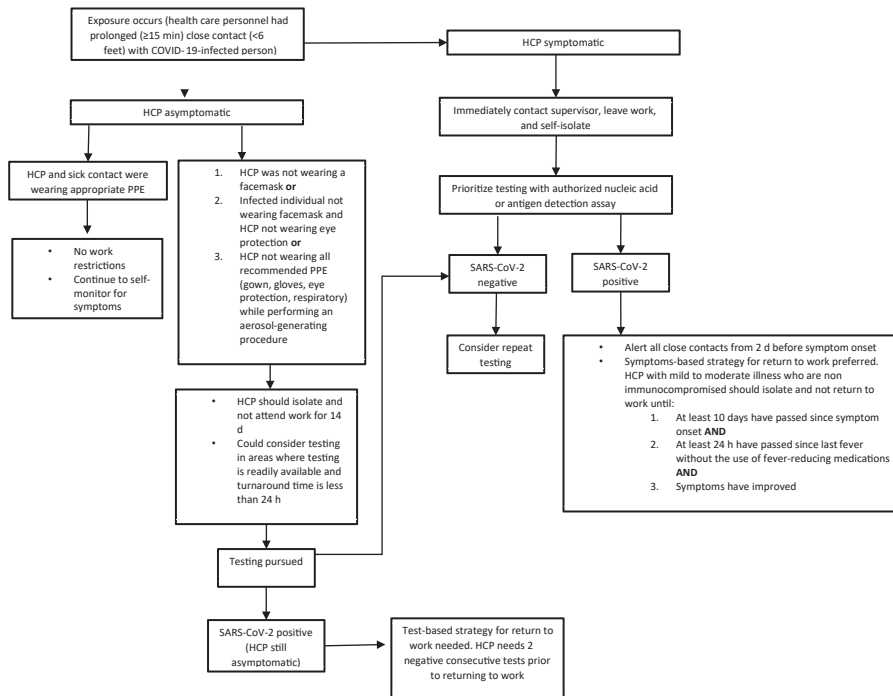 Exposure occurs (health care personnel had
prolonged (≥15 min) close contact (<6
feet) with COVID-19-infected person)
HCP symptomatic
HCP asymptomatic
Immediately contact supervisor, leave work,
and self-isolate
HCP and sick contact were
wearing appropriate PPE
1. HCP was not wearing a
facemask or
2. Infected individual not
wearing facemask and
HCP not wearing eye
protection or
3. HCP not wearing all
recommended PPE
(gown, gloves, eye
protection, respiratory)
while performing an
aerosol-generating
procedure
Prioritize testing with authorized nucleic acid
or antigen detection assay
• No work
restrictions
• Continue to self-
monitor for
symptoms
SARS-CoV-2
negative
SARS-CoV-2
positive
Consider repeat
testing
• Alert all close contacts from 2 d before symptom onset
• Symptoms-based strategy for return to work preferred.
HCP with mild to moderate illness who are non
immunocompromised should isolate and not return to
work until:
1. At least 10 days have passed since symptom
onset AND
2. At least 24 h have passed since last fever
without the use of fever-reducing medications
AND
3. Symptoms have improved
• HCP should isolate and
not attend work for 14
d
• Could consider testing
in areas where testing
is readily available and
turnaround time is less
than 24 h
Testing pursued
SARS-CoV-2 positive
(HCP still
asymptomatic)
Test-based strategy for return to
work needed. HCP needs 2
negative consecutive tests prior
to returning to work